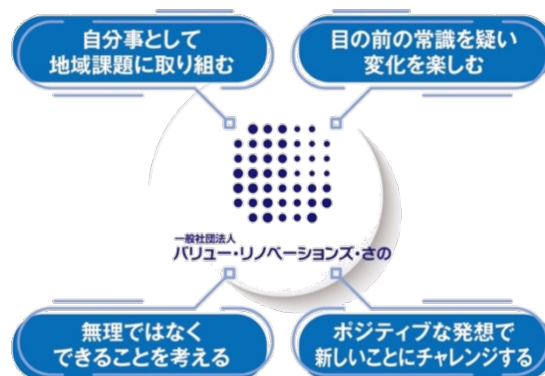 自分事として
地域課題に取り組む
目の前の常識を疑い
変化を楽しむ
一般社団法人
バリュー・リノベーションズ・さの
無理ではなく
できることを考える
ポジティブな発想で
新しいことにチャレンジする